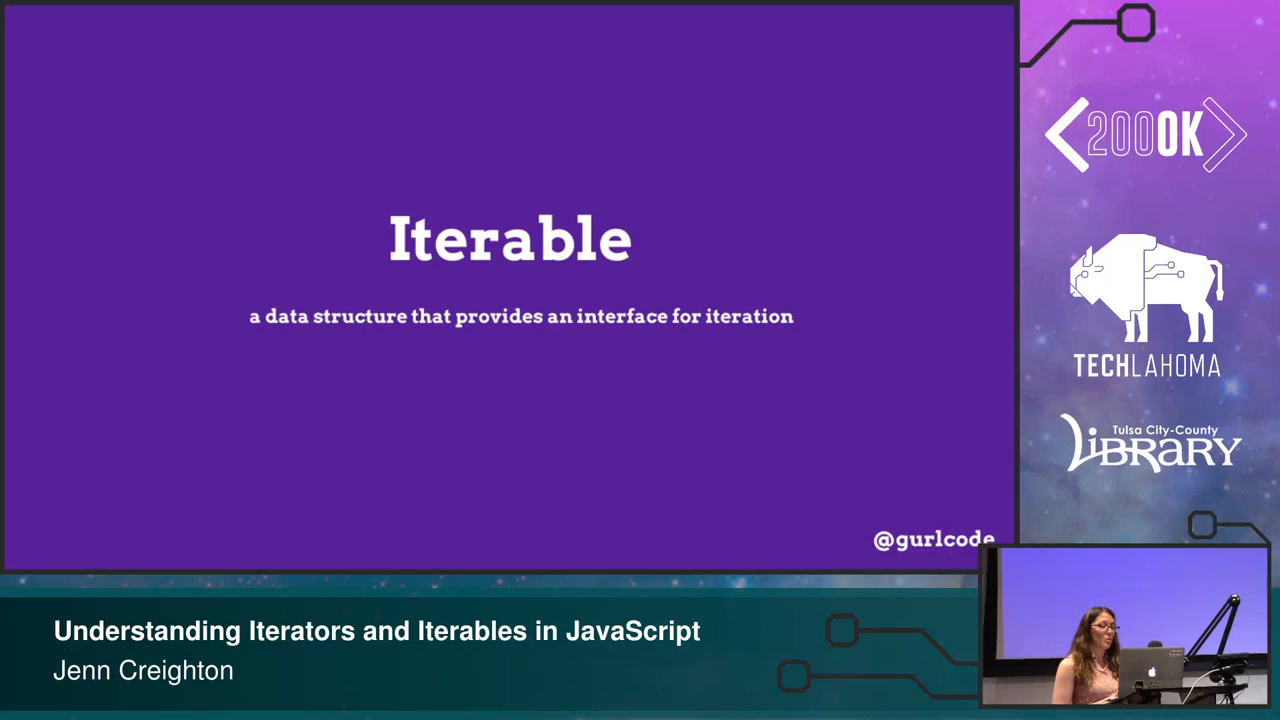 Iterable
a data structure that provides an interface for iteration
@gurlcode
200OK
TECHLAHOMA
Tulsa City-County
LiBRARY
Understanding Iterators and Iterables in JavaScript
Jenn Creighton